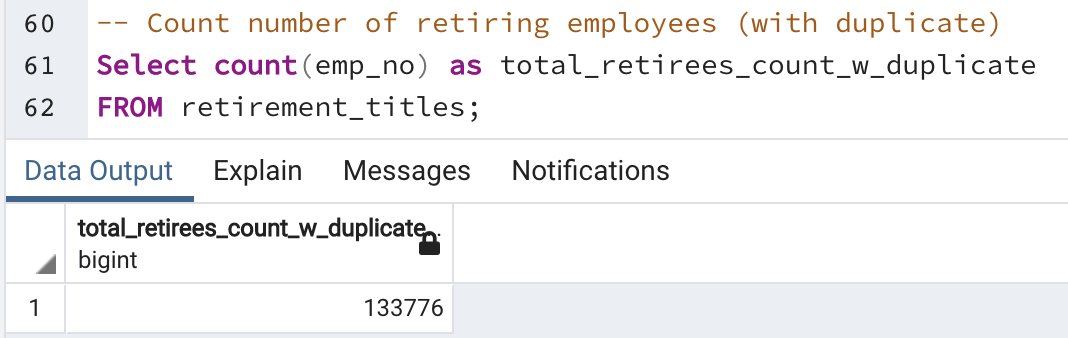 60 -- Count number of retiring employees (with duplicate)
61 Select count(emp_no) as total_retirees_count_w_duplicate
62 FROM retirement_titles;
Data Output Explain Messages Notifications
total_retirees_count_w_duplicate..
bigint
1 133776